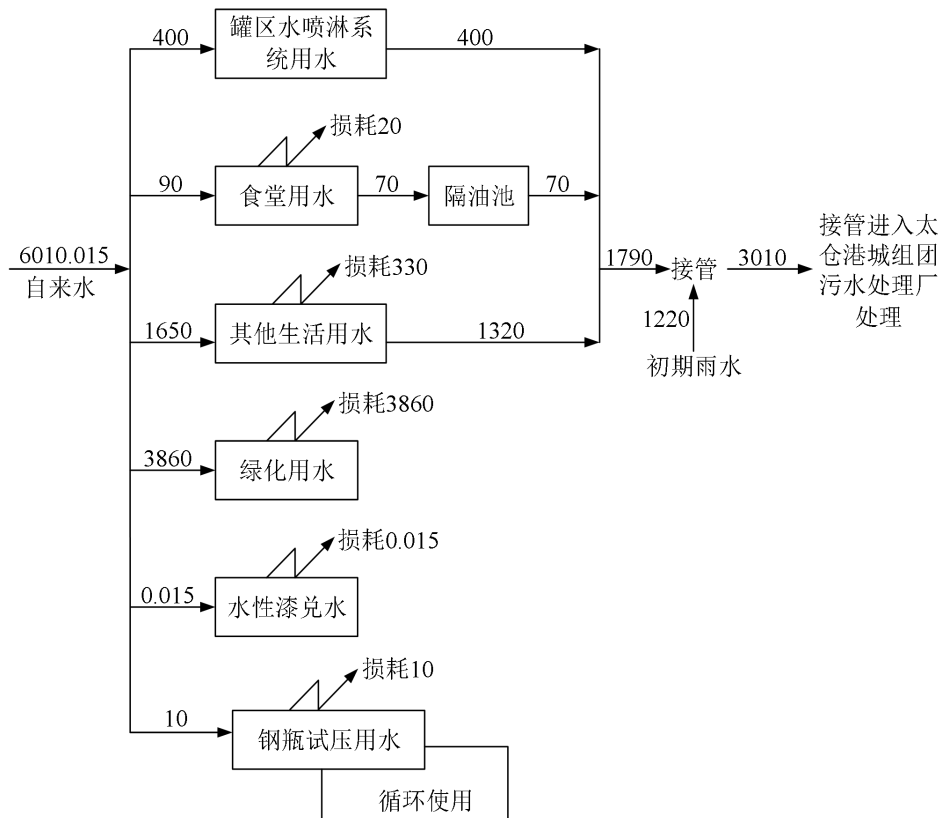 400
罐区水喷淋系
统用水
400
损耗20
90
食堂用水
70
隔油池
70
6010.015
自来水
损耗330
1650
其他生活用水
1320
1790
接管
3010
接管进入太
仓港城组团
污水处理厂
处理
1220
初期雨水
损耗3860
3860
绿化用水
损耗0.015
0.015
水性漆兑水
损耗10
10
钢瓶试压用水
循环使用